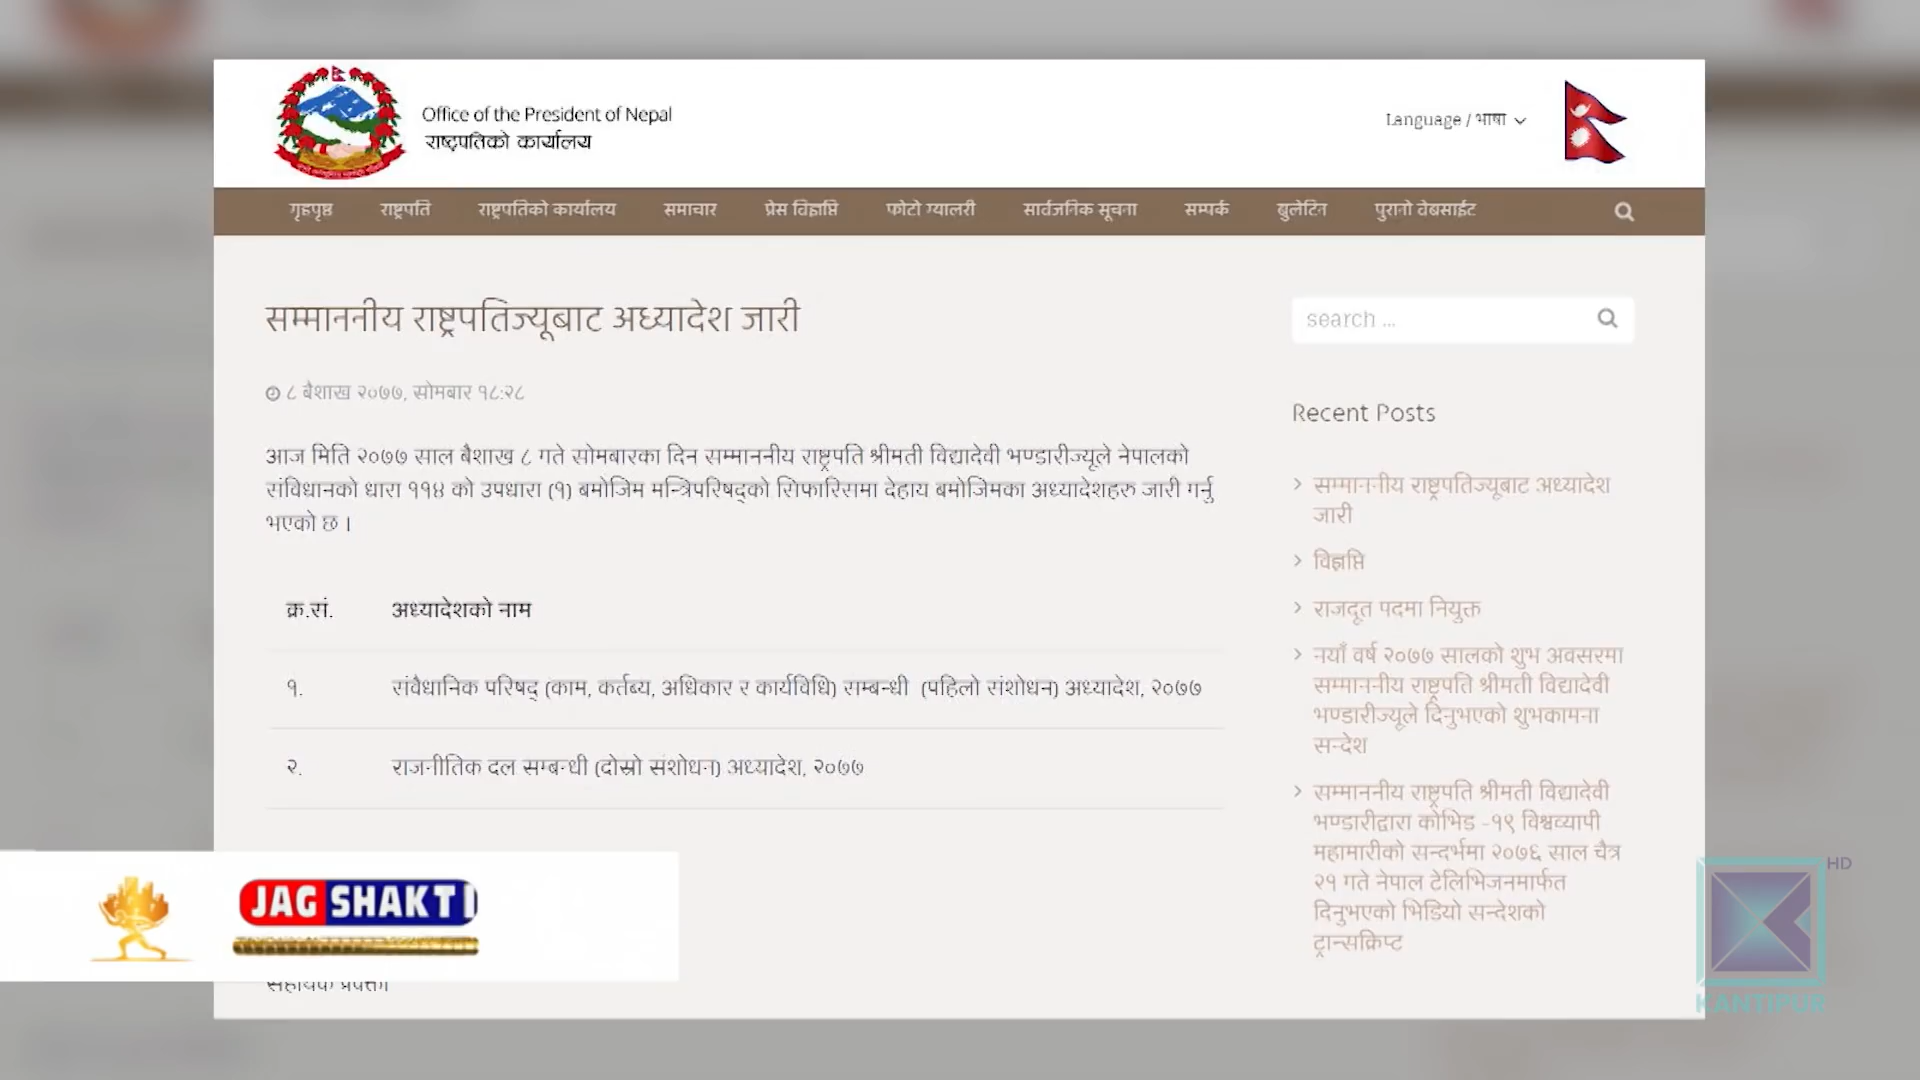 Office of the President of Nepal
राष्ट्रपतिको कार्यालय
Language / भाषा
गृहपृष्ठ राष्ट्रपति राष्ट्रपतिको कार्यालय समाचार प्रेस विज्ञप्ति फोटो ग्यालरी सार्वजनिक सूचना सम्पर्क बुलेटिन पुरानो वेबसाईट
सम्माननीय राष्ट्रपतिज्यूबाट अध्यादेश जारी
८ बैशाख २०७७, सोमबार १८:२८
आज मिति २०७७ साल बैशाख ८ गते सोमबारका दिन सम्माननीय राष्ट्रपति श्रीमती विद्यादेवी भण्डारीज्यूले नेपालको
संविधानको धारा ११४ को उपधारा (१) बमोजिम मन्त्रिपरिषद्को सिफारिसमा देहाय बमोजिमका अध्यादेशहरु जारी गर्नु
भएको छ ।
क्र.सं. अध्यादेशको नाम
१. संवैधानिक परिषद् (काम, कर्तब्य, अधिकार र कार्यविधि) सम्बन्धी (पहिलो संशोधन) अध्यादेश, २०७७
२. राजनीतिक दल सम्बन्धी (दोस्रो संशोधन) अध्यादेश, २०७७
सहायक प्रवक्ता
search ...
Recent Posts
सम्माननीय राष्ट्रपतिज्यूबाट अध्यादेश
जारी
विज्ञप्ति
राजदूत पदमा नियुक्त
नयाँ वर्ष २०७७ सालको शुभ अवसरमा
सम्माननीय राष्ट्रपति श्रीमती विद्यादेवी
भण्डारीज्यूले दिनुभएको शुभकामना
सन्देश
सम्माननीय राष्ट्रपति श्रीमती विद्यादेवी
भण्डारीद्वारा कोभिड -१९ विश्वव्यापी
महामारीको सन्दर्भमा २०७६ साल चैत्र
२१ गते नेपाल टेलिभिजनमार्फत
दिनुभएको भिडियो सन्देशको
ट्रान्सक्रिप्ट
JAG SHAKTI
HD
KANTIPUR